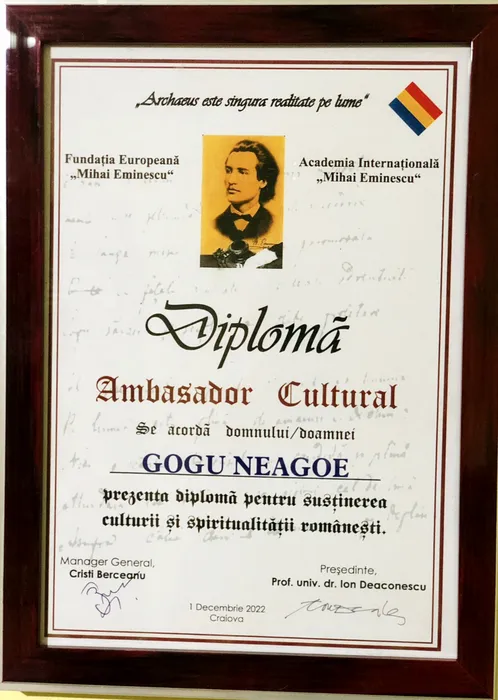 „Archaeus este singura realitate pe lume“
Fundația Europeană
„Mihai Eminescu“
Academia Internațională
„Mihai Eminescu“
Diplomă
Ambasador Cultural
Se acordă domnului/doamnei
GOGU NEAGOE
prezenta diplomă pentru susținerea
culturii și spiritualității românești.
Manager General,
Cristi Berceanu
Președinte,
Prof. univ. dr. Ion Deaconescu
1 Decembrie 2022
Craiova